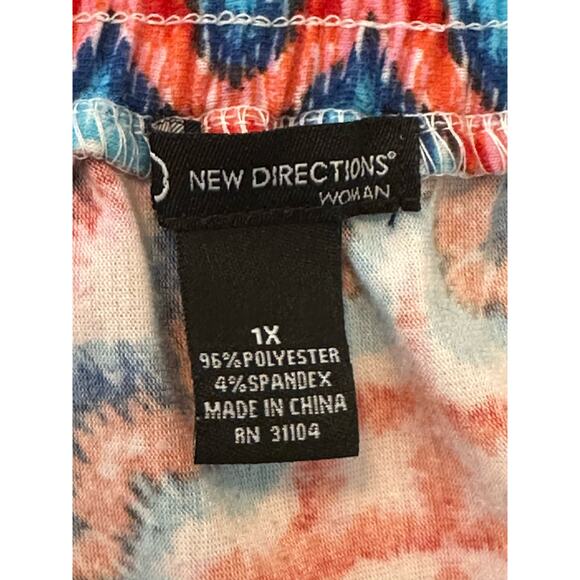 NEW DIRECTIONS®
WOMAN
1X
96%POLYESTER
4%SPANDEX
MADE IN CHINA
RN 31104